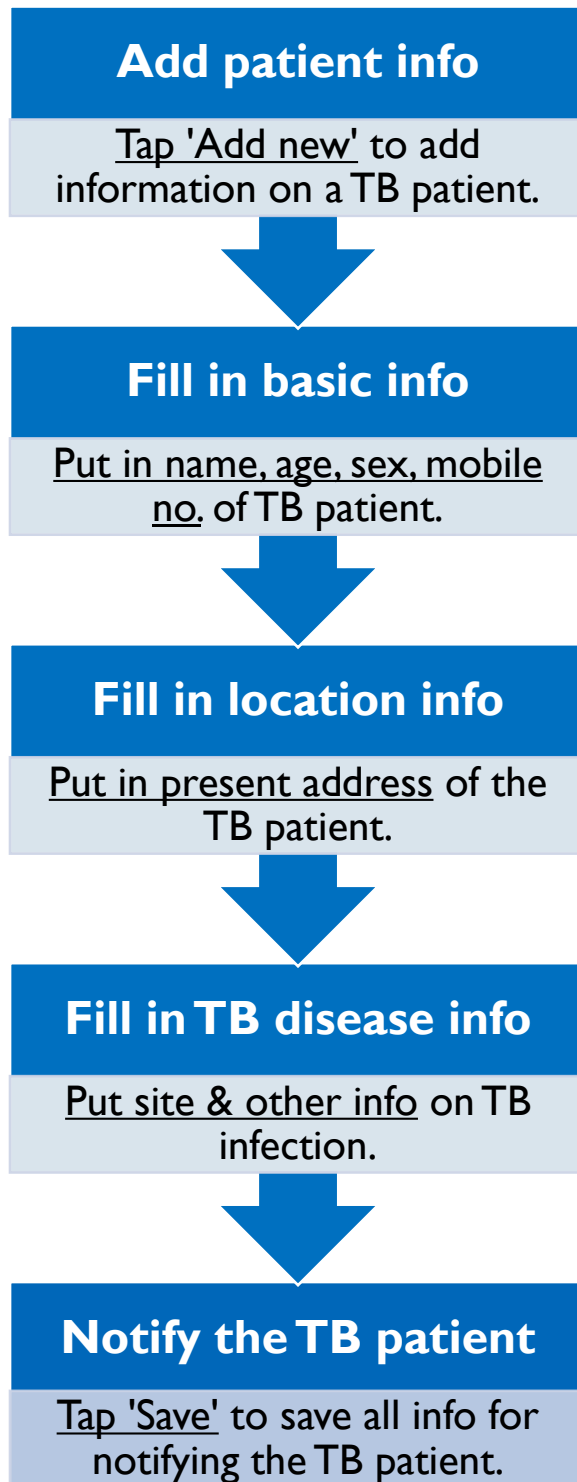 Add patient info
Tap 'Add new' to add
information on a TB patient.
Fill in basic info
Put in name, age, sex, mobile
no. of TB patient.
Fill in location info
Put in present address of the
TB patient.
Fill in TB disease info
Put site & other info on TB
infection.
Notify the TB patient
Tap 'Save' to save all info for
notifying the TB patient.